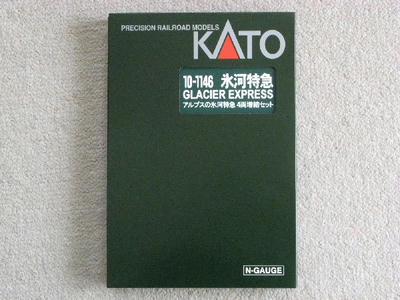 PRECISION RAILROAD MODELS
KATO
10-1146 氷河特急
GLACIER EXPRESS
アルプスの氷河特急 4両増結セット
N-GAUGE